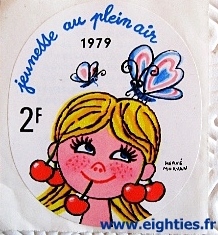 jeunesse au plein air
1979
2F
HERVÉ
MORVAN
www.eighties.fr